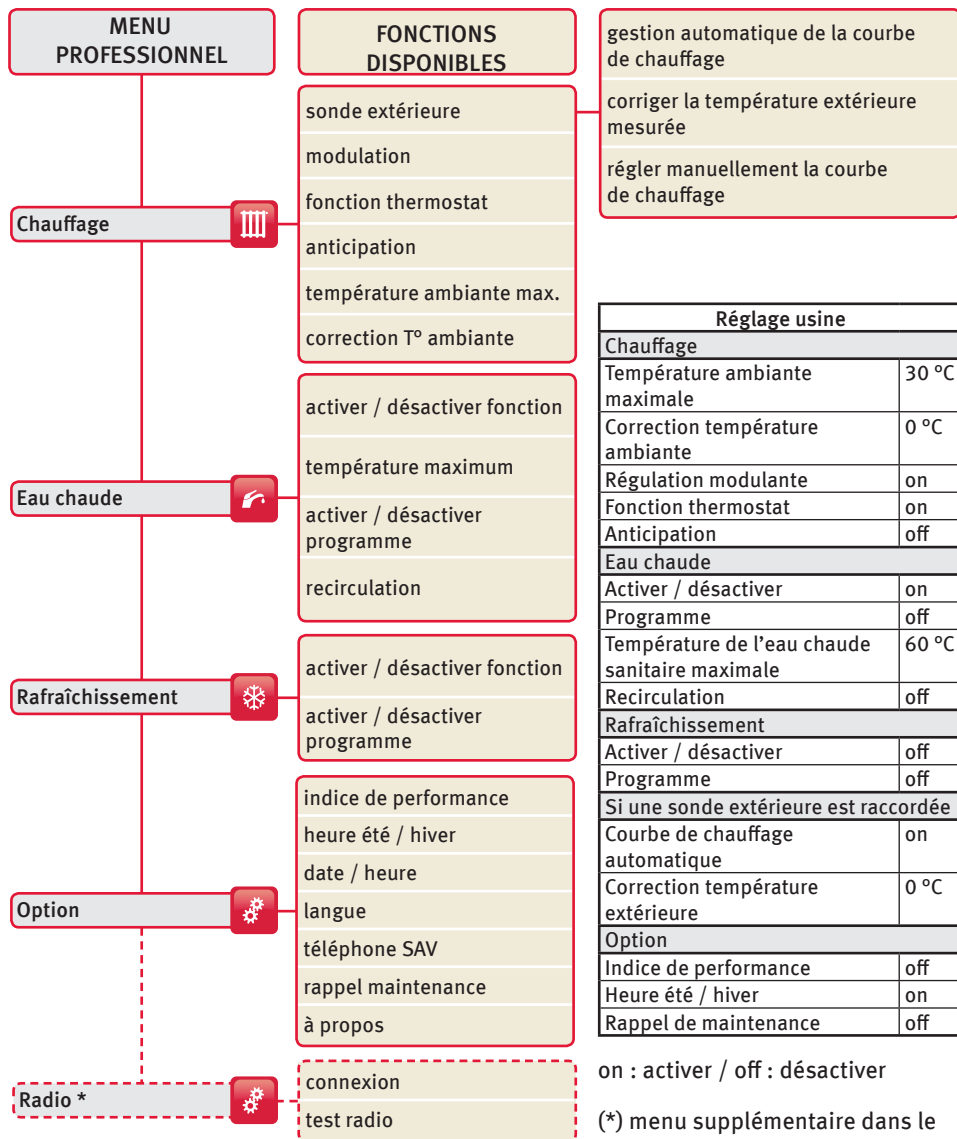 MENU
PROFESSIONNEL
FONCTIONS
DISPONIBLES
gestion automatique de la courbe
de chauffage
corriger la température extérieure
mesurée
régler manuellement la courbe
de chauffage
Chauffage
sonde extérieure
modulation
fonction thermostat
anticipation
température ambiante max.
correction T° ambiante
Eau chaude
activer / désactiver fonction
température maximum
activer / désactiver
programme
recirculation
Rafraîchissement
activer / désactiver fonction
activer / désactiver
programme
Option
indice de performance
heure été / hiver
date / heure
langue
téléphone SAV
rappel maintenance
à propos
Radio *
connexion
test radio
Réglage usine
Chauffage
Température ambiante 30 °C
maximale
Correction température 0 °C
ambiante
Régulation modulante on
Fonction thermostat on
Anticipation off
Eau chaude
Activer / désactiver on
Programme off
Température de l'eau chaude 60 °C
sanitaire maximale
Recirculation off
Rafraîchissement
Activer / désactiver off
Programme off
Si une sonde extérieure est raccordée
Courbe de chauffage on
automatique
Correction température 0 °C
extérieure
Option
Indice de performance off
Heure été / hiver on
Rappel de maintenance off
on : activer / off : désactiver
(*) menu supplémentaire dans le